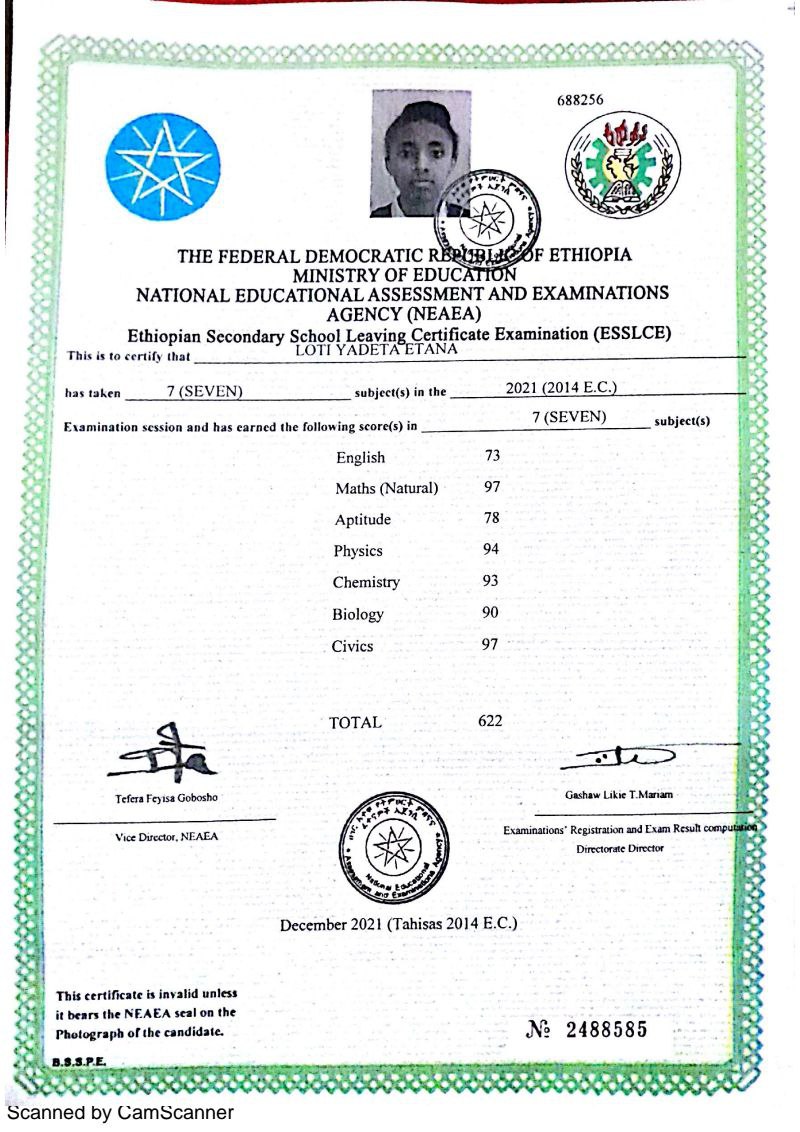 688256
THE FEDERAL DEMOCRATIC REPUBLIC OF ETHIOPIA
MINISTRY OF EDUCATION
NATIONAL EDUCATIONAL ASSESSMENT AND EXAMINATIONS
AGENCY (NEAEA)
Ethiopian Secondary School Leaving Certificate Examination (ESSLCE)
This is to certify that LOTI YADETA ETANA
has taken 7 (SEVEN) subject(s) in the 2021 (2014 E.C.)
Examination session and has earned the following score(s) in 7 (SEVEN) subject(s)
English 73
Maths (Natural) 97
Aptitude 78
Physics 94
Chemistry 93
Biology 90
Civics 97
TOTAL 622
Tefera Feyisa Gobosho
Vice Director, NEAEA
Gashaw Likie T.Mariam
Examinations' Registration and Exam Result computation
Directorate Director
National Educational
Assessment and Examinations Agency
December 2021 (Tahisas 2014 E.C.)
This certificate is invalid unless
it bears the NEAEA seal on the
Photograph of the candidate.
B.S.S.P.E.
№ 2488585
Scanned by CamScanner